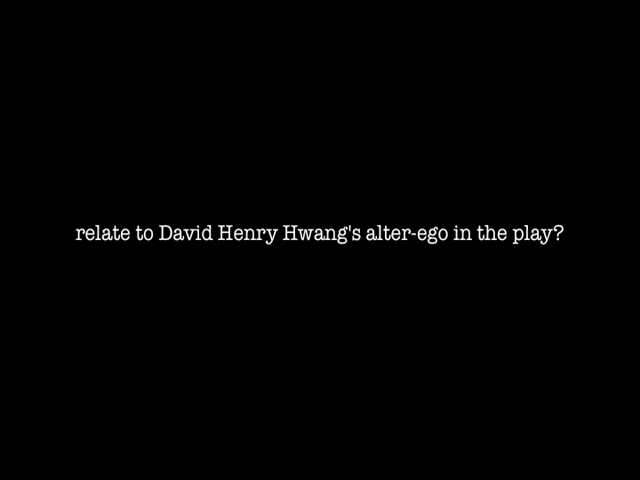 relate to David Henry Hwang's alter-ego in the play?